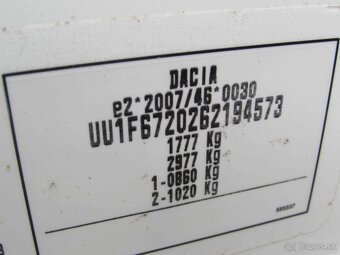 DACIA
e2*2007/46*0030
UU1F6720262194573
1777 Kg
2977 Kg
1-0860 Kg
2-1020 Kg
Bazos.sk